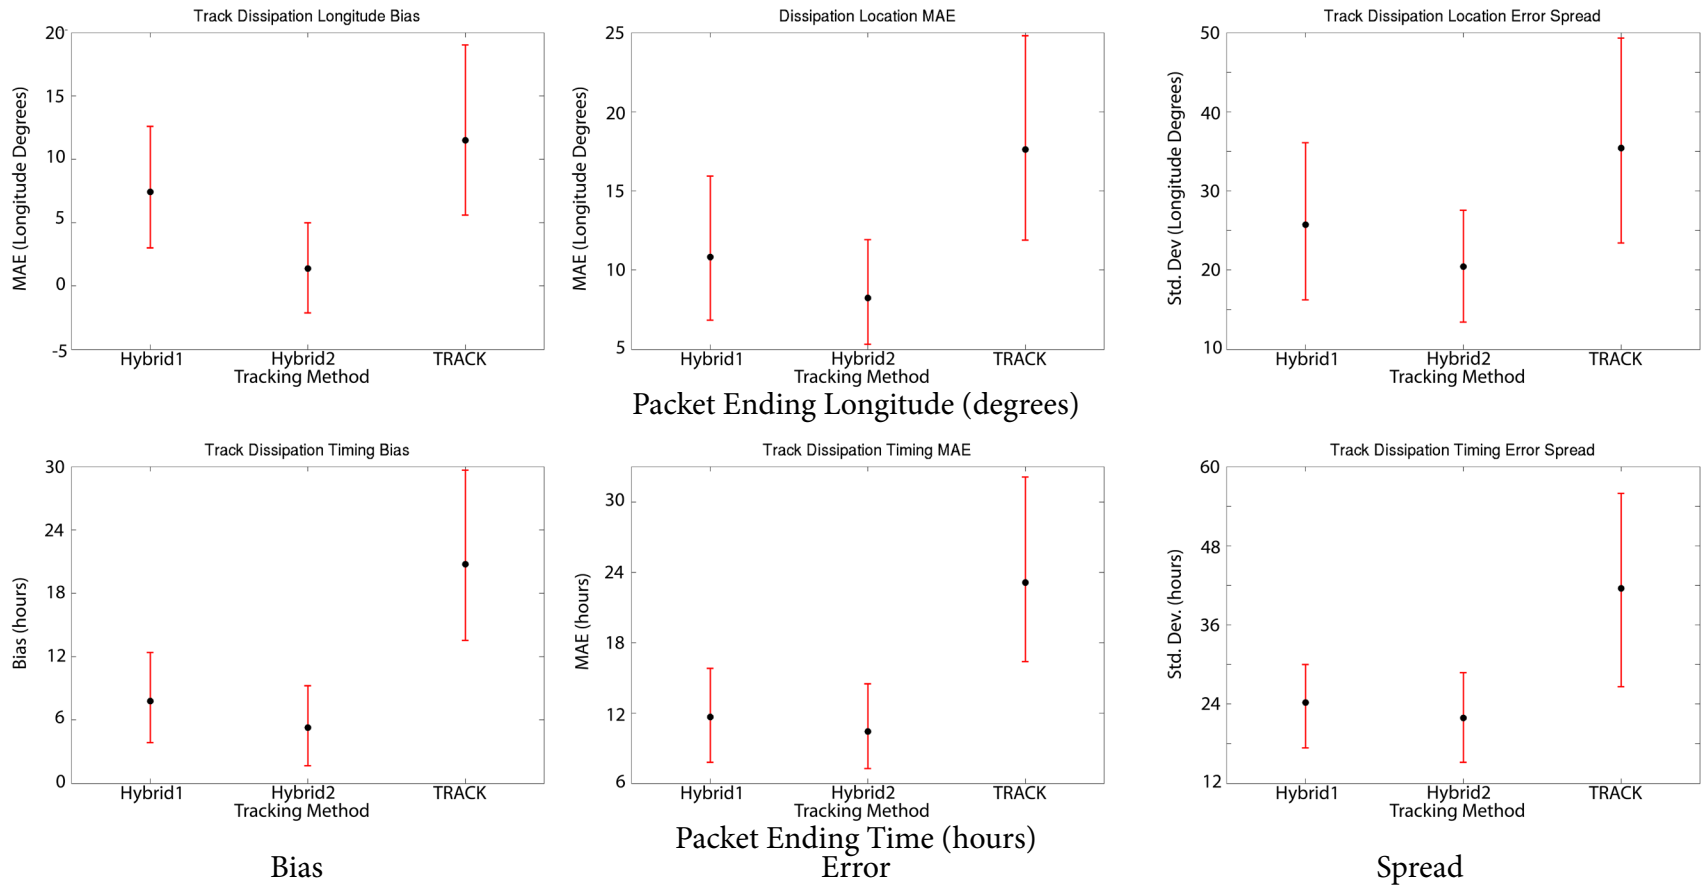 Track Dissipation Longitude Bias
MAE (Longitude Degrees)
20
15
10
5
0
-5
Hybrid1 Hybrid2 TRACK
Tracking Method
Dissipation Location MAE
MAE (Longitude Degrees)
25
20
15
10
5
Hybrid1 Hybrid2 TRACK
Tracking Method
Track Dissipation Location Error Spread
Std. Dev (Longitude Degrees)
50
40
30
20
10
Hybrid1 Hybrid2 TRACK
Tracking Method
Packet Ending Longitude (degrees)
Track Dissipation Timing Bias
Bias (hours)
30
24
18
12
6
0
Hybrid1 Hybrid2 TRACK
Tracking Method
Track Dissipation Timing MAE
MAE (hours)
30
24
18
12
6
Hybrid1 Hybrid2 TRACK
Tracking Method
Track Dissipation Timing Error Spread
Std. Dev. (hours)
60
48
36
24
12
Hybrid1 Hybrid2 TRACK
Tracking Method
Packet Ending Time (hours)
Bias Error Spread